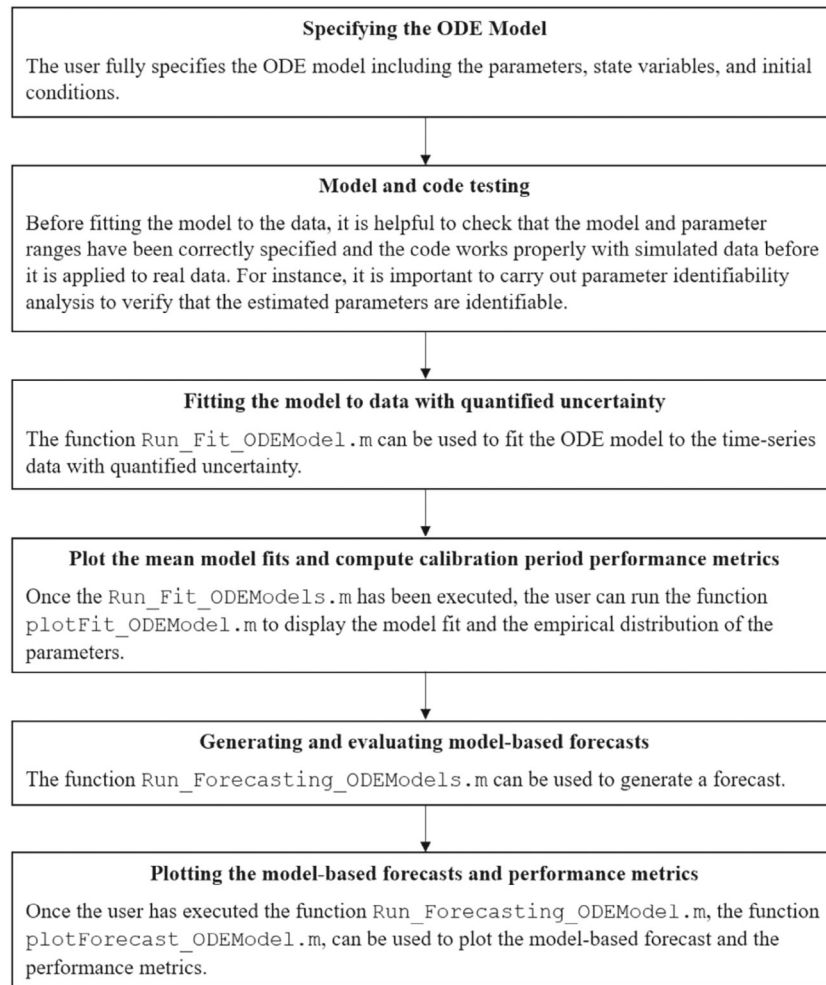 Specifying the ODE Model
The user fully specifies the ODE model including the parameters, state variables, and initial
conditions.
Model and code testing
Before fitting the model to the data, it is helpful to check that the model and parameter
ranges have been correctly specified and the code works properly with simulated data before
it is applied to real data. For instance, it is important to carry out parameter identifiability
analysis to verify that the estimated parameters are identifiable.
Fitting the model to data with quantified uncertainty
The function Run_Fit_ODEModel.m can be used to fit the ODE model to the time-series
data with quantified uncertainty.
Plot the mean model fits and compute calibration period performance metrics
Once the Run_Fit_ODEModels.m has been executed, the user can run the function
plotFit_ODEModel.m to display the model fit and the empirical distribution of the
parameters.
Generating and evaluating model-based forecasts
The function Run_Forecasting_ODEModels.m can be used to generate a forecast.
Plotting the model-based forecasts and performance metrics
Once the user has executed the function Run_Forecasting_ODEModel.m, the function
plotForecast_ODEModel.m, can be used to plot the model-based forecast and the
performance metrics.